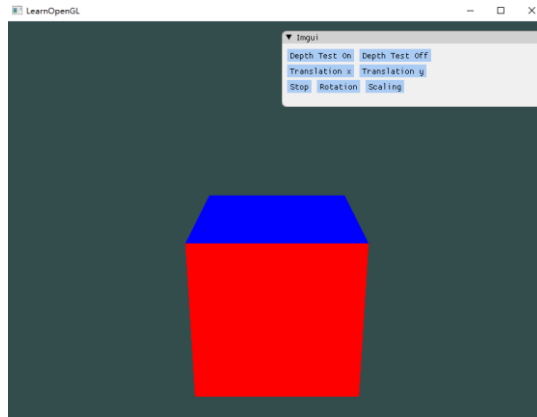 LearnOpenGL
▼ Imgui
Depth Test On Depth Test Off
Translation x Translation y
Stop Rotation Scaling